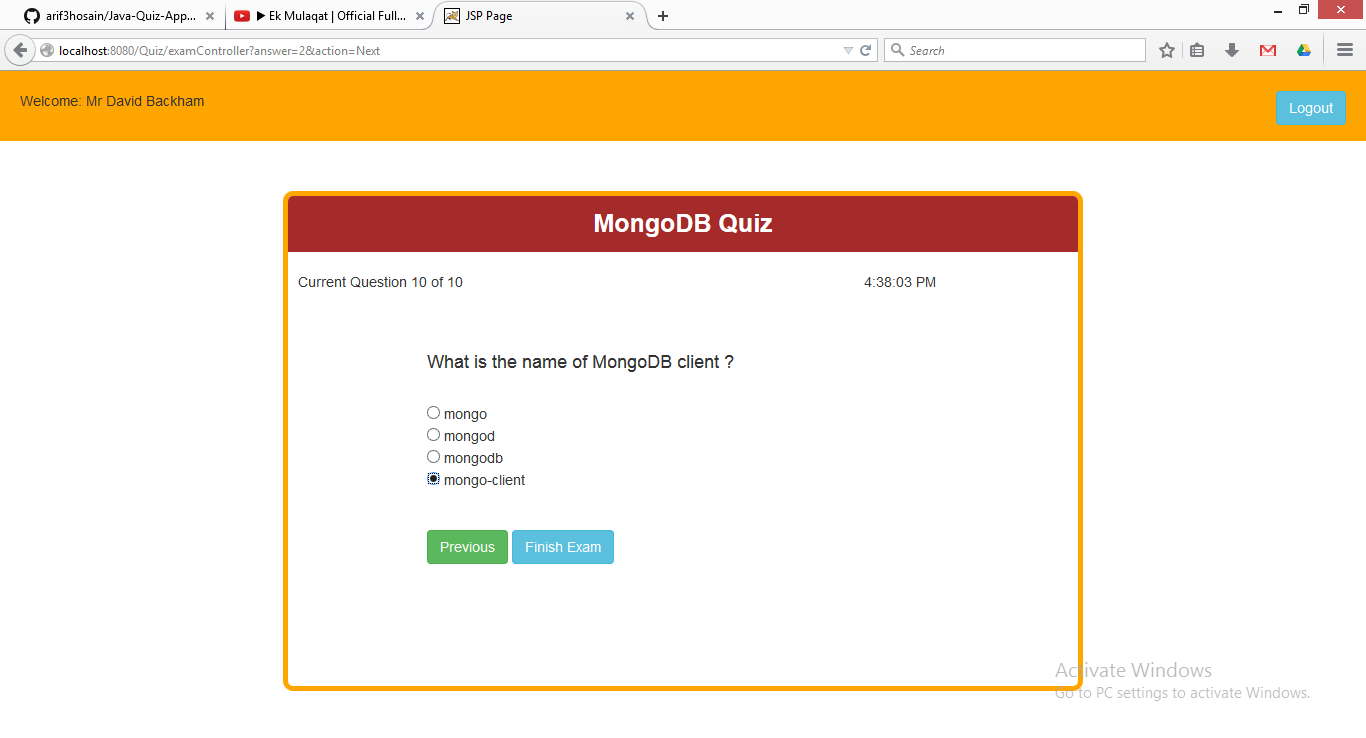 arif3hosain/Java-Quiz-App...
▶ Ek Mulaqat | Official Full...
JSP Page
localhost:8080/Quiz/examController?answer=2&action=Next
Search
Welcome: Mr David Backham
Logout
MongoDB Quiz
Current Question 10 of 10
4:38:03 PM
What is the name of MongoDB client ?
mongo
mongod
mongodb
mongo-client
Previous
Finish Exam
Activate Windows
Go to PC settings to activate Windows.